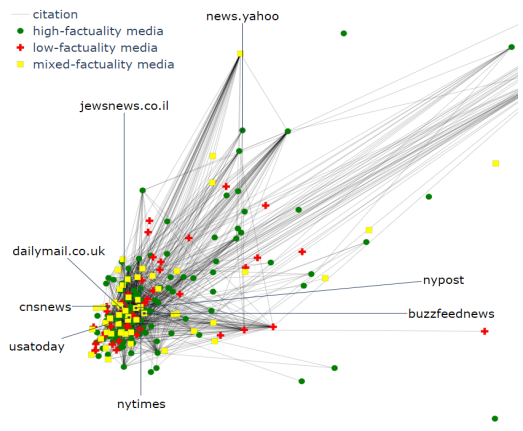 citation
high-factuality media
low-factuality media
mixed-factuality media
news.yahoo
jewsnews.co.il
dailymail.co.uk
nypost
cnsnews
buzzfeednews
usatoday
nytimes